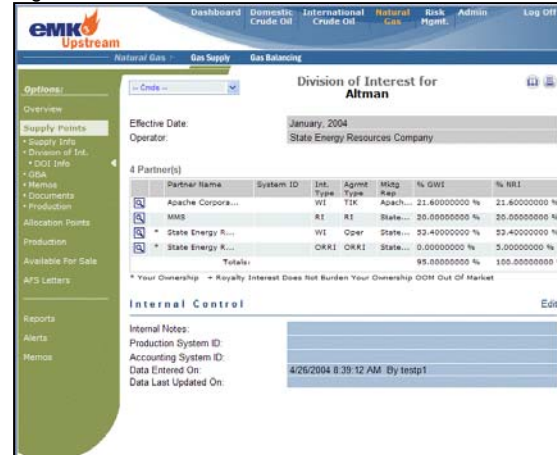 Dashboard Domestic Crude Oil International Crude Oil Natural Gas Risk Mgmt. Admin Log Off
eMK
Upstream
Natural Gas > Gas Supply Gas Balancing
Options:
Overview
Supply Points
• Supply Info
• Division of Int.
• DOI Info
• GBA
• Memos
• Documents
• Production
Allocation Points
Production
Available For Sale
AFS Letters
Reports
Alerts
Memos
-- Cmds --
Division of Interest for
Altman
Effective Date: January, 2004
Operator: State Energy Resources Company
4 Partner(s)
Partner Name System ID Int. Type Agrmt Type Mktg Rep % GWI % NRI
Apache Corpora... WI TIK Apach... 21.60000000 % 21.60000000 %
MMS RI RI State... 20.00000000 % 20.00000000 %
* State Energy R... WI Oper State... 53.40000000 % 53.40000000 %
* State Energy R... ORRI ORRI State... 0.00000000 % 5.00000000 %
Totals: 95.00000000 % 100.00000000 %
* Your Ownership + Royalty Interest Does Not Burden Your Ownership OOM Out Of Market
Internal Control Edit
Internal Notes:
Production System ID:
Accounting System ID:
Data Entered On: 4/26/2004 8:39:12 AM By testp1
Data Last Updated On: